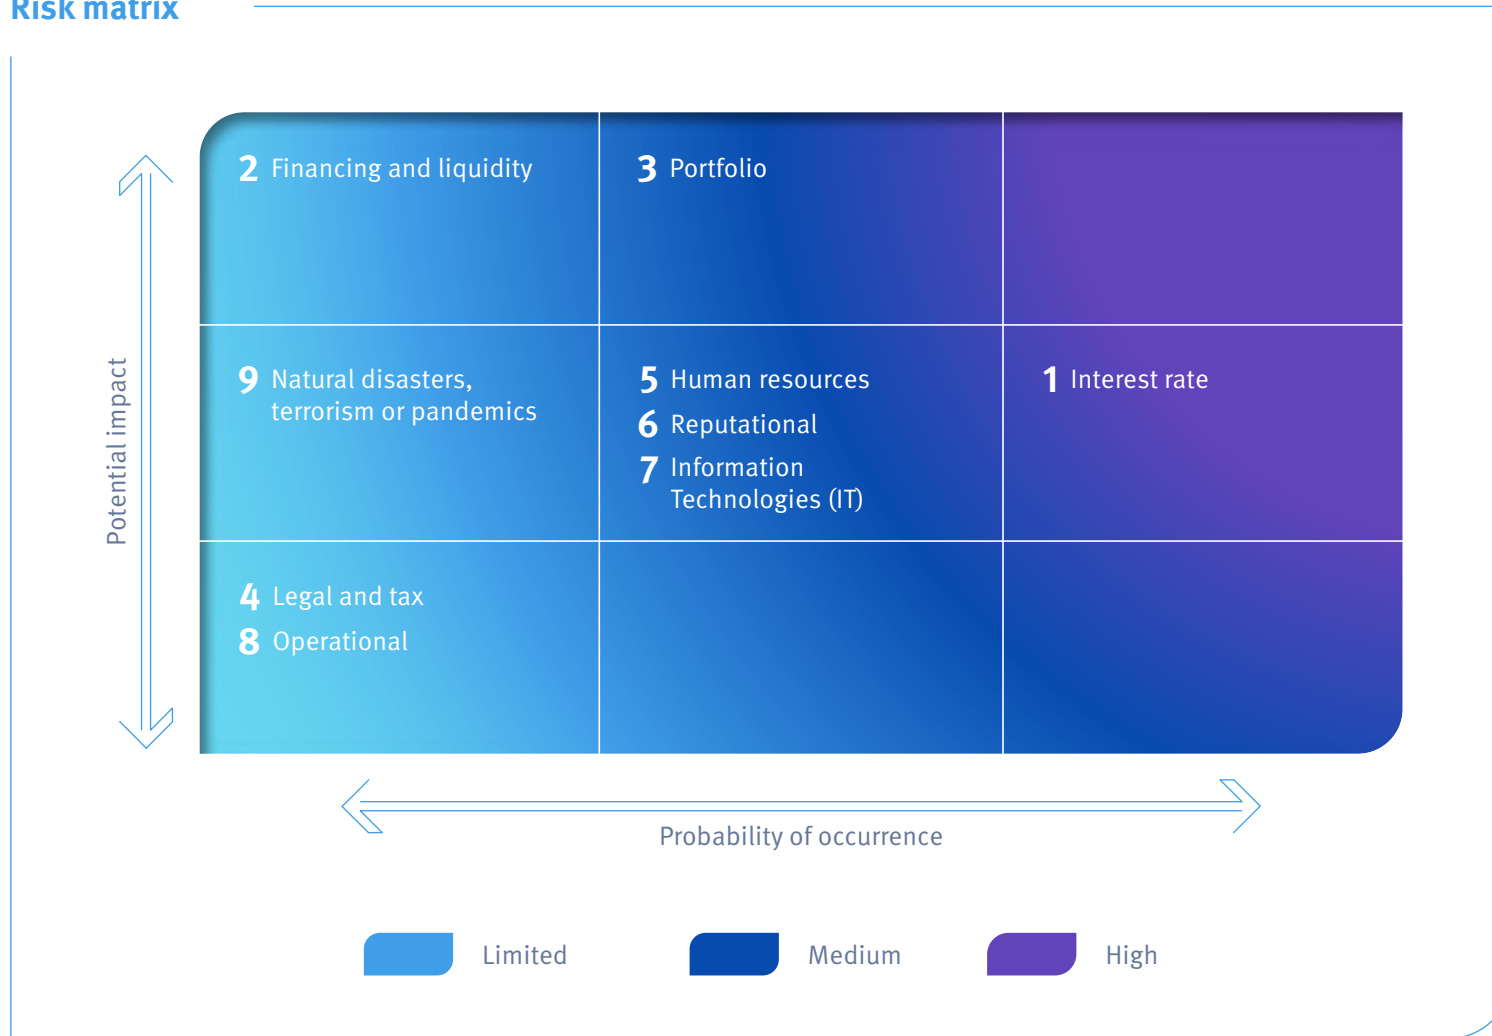 Risk matrix
2 Financing and liquidity
3 Portfolio
9 Natural disasters,
terrorism or pandemics
5 Human resources
6 Reputational
7 Information
Technologies (IT)
1 Interest rate
4 Legal and tax
8 Operational
Potential impact
Probability of occurrence
Limited
Medium
High